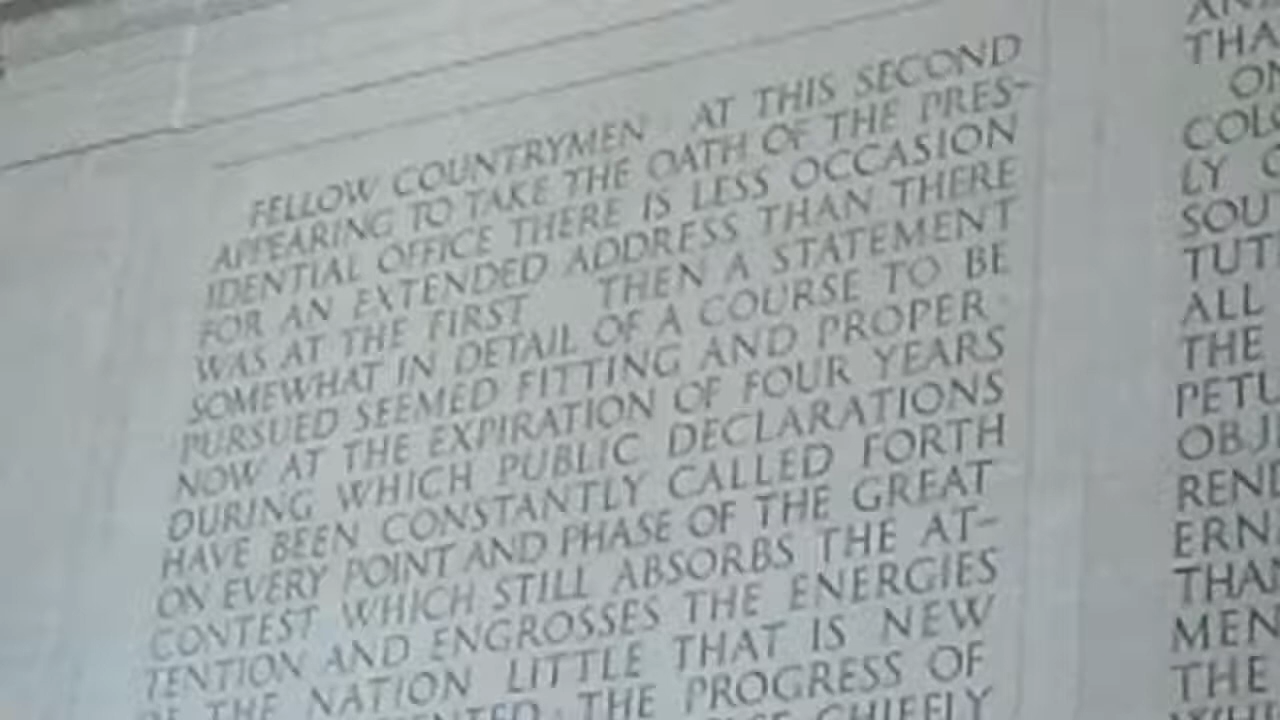 FELLOW COUNTRYMEN AT THIS SECOND
APPEARING TO TAKE THE OATH OF THE PRES-
IDENTIAL OFFICE THERE IS LESS OCCASION
FOR AN EXTENDED ADDRESS THAN THERE
WAS AT THE FIRST THEN A STATEMENT
SOMEWHAT IN DETAIL OF A COURSE TO BE
PURSUED SEEMED FITTING AND PROPER
NOW AT THE EXPIRATION OF FOUR YEARS
DURING WHICH PUBLIC DECLARATIONS
HAVE BEEN CONSTANTLY CALLED FORTH
ON EVERY POINT AND PHASE OF THE GREAT
CONTEST WHICH STILL ABSORBS THE AT-
TENTION AND ENGROSSES THE ENERGIES
OF THE NATION LITTLE THAT IS NEW
THE PROGRESS OF
CHIEFLY
THA
ON
COLO
LY
SOUT
TUT
ALL
THE
PETU
OBJ
REND
ERN
THAN
MEN
THE